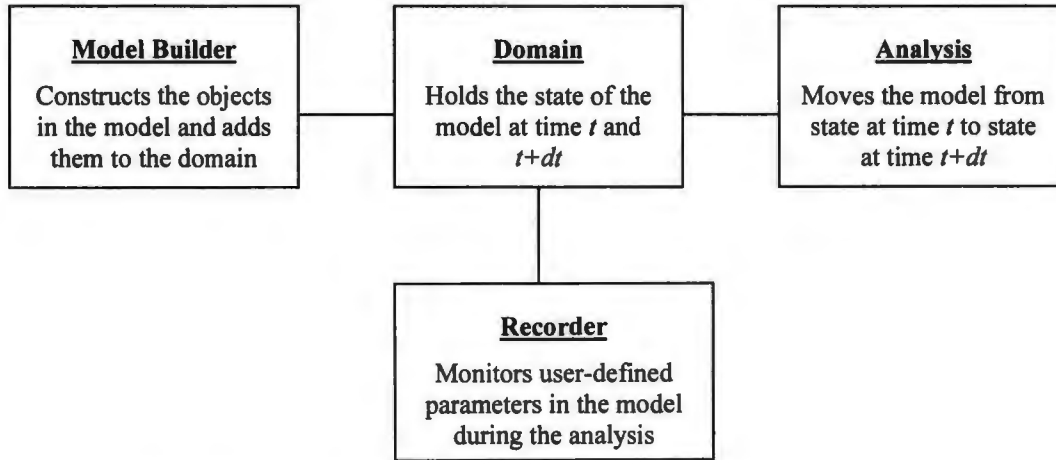 Model Builder
Constructs the objects
in the model and adds
them to the domain
Domain
Holds the state of the
model at time t and
t+dt
Analysis
Moves the model from
state at time t to state
at time t+dt
Recorder
Monitors user-defined
parameters in the model
during the analysis